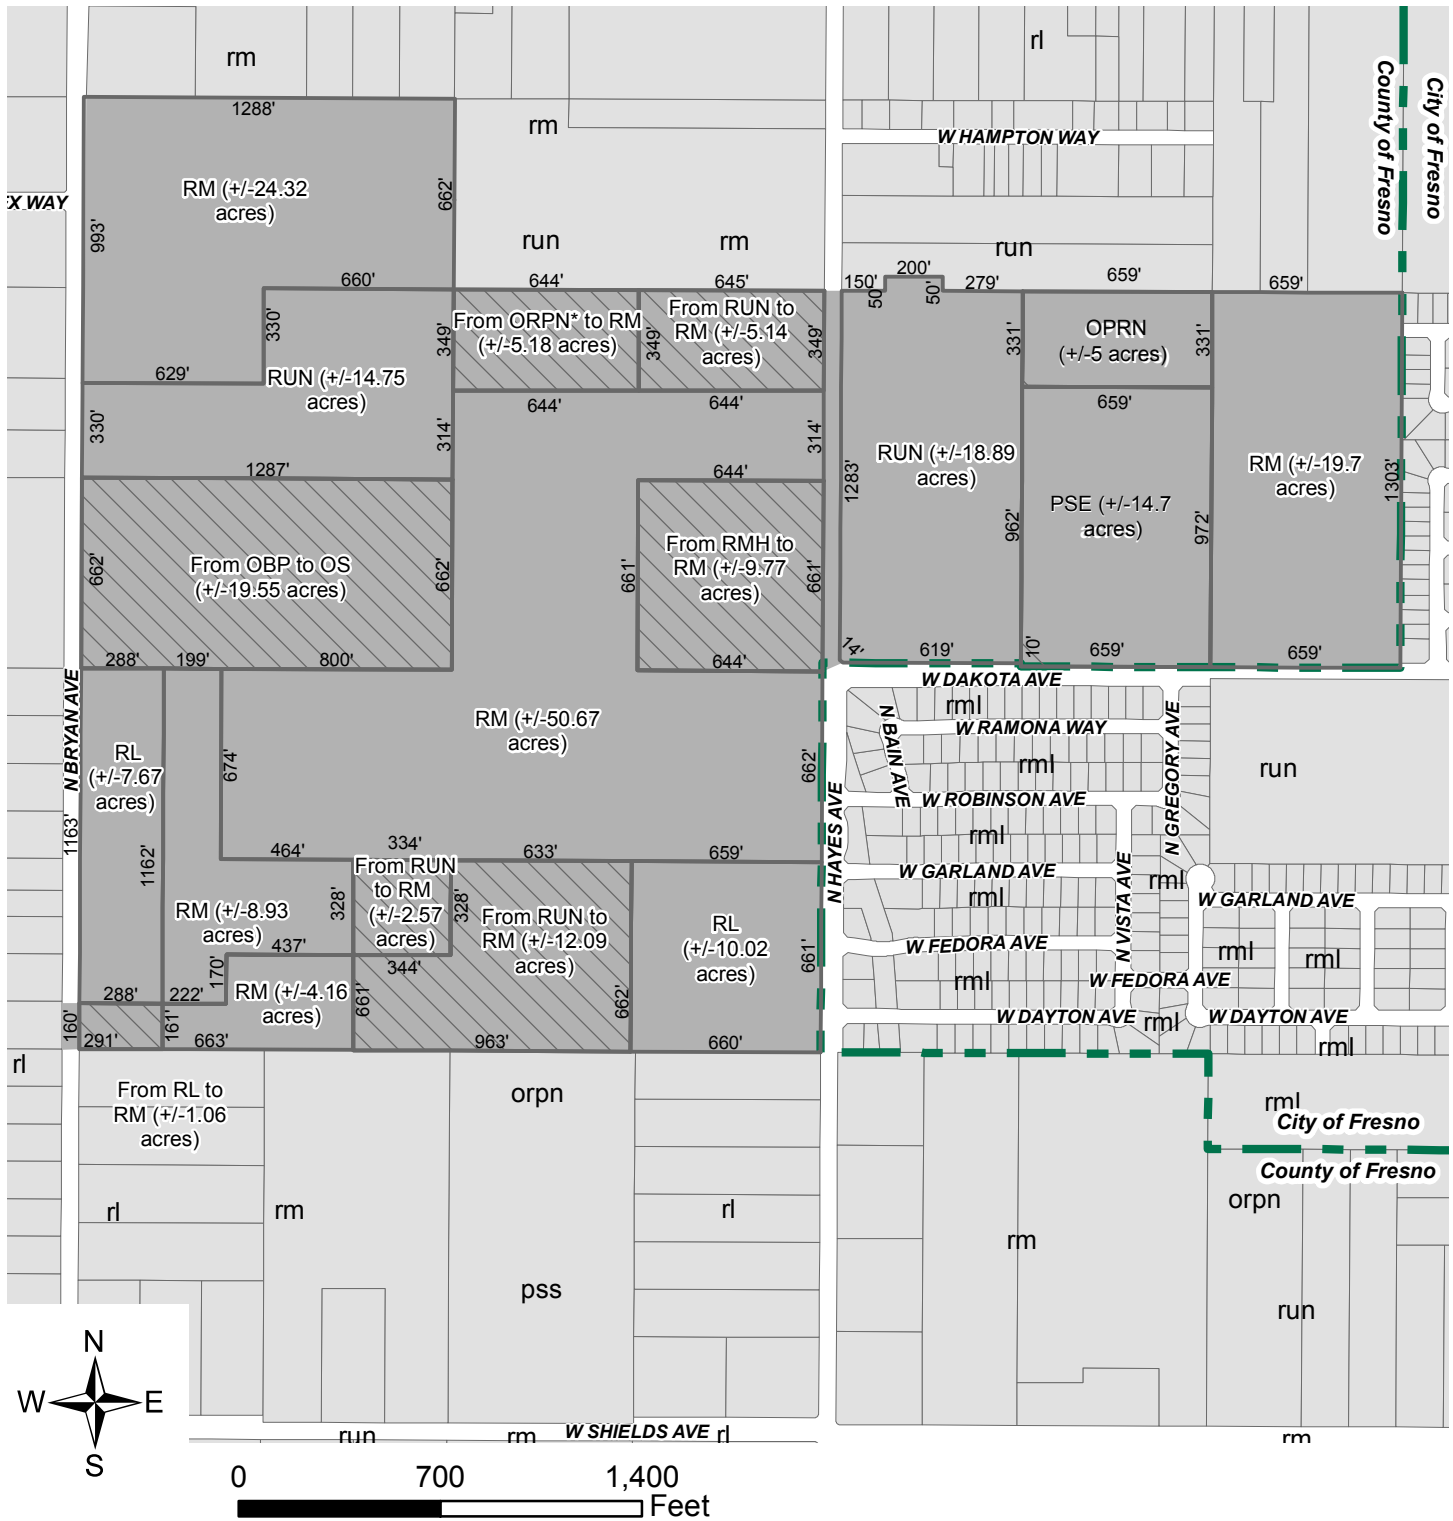 rm
rl
County of Fresno
City of Fresno
1288'
rm
W HAMPTON WAY
RM (+/-24.32
acres)
662'
EX WAY
993'
run
rm
run
660'
644'
645'
150'
200'
279'
659'
659'
50'
50'
330'
349'
From ORPN* to RM
(+/-5.18 acres)
349'
From RUN to
RM (+/-5.14
acres)
349'
331'
OPRN
(+/-5 acres)
331'
629'
RUN (+/-14.75
acres)
644'
644'
659'
330'
314'
314'
1287'
644'
1283'
RUN (+/-18.89
acres)
RM (+/-19.7
acres)
1303'
962'
PSE (+/-14.7
acres)
972'
662'
From OBP to OS
(+/-19.55 acres)
662'
661'
From RMH to
RM (+/-9.77
acres)
661'
288'
199'
800'
644'
14'
619'
10'
659'
659'
W DAKOTA AVE
N BRYAN AVE
RM (+/-50.67
acres)
N BAIN AVE
rml
W RAMONA WAY
N GREGORY AVE
RL
(+/-7.67
acres)
674'
662'
rml
run
W ROBINSON AVE
1163'
1162'
N HAYES AVE
rml
464'
334'
633'
659'
W GARLAND AVE
N VISTA AVE
rml
rml
W GARLAND AVE
From RUN
to RM
(+/-2.57
acres)
328'
328'
RM (+/-8.93
acres)
From RUN to
RM (+/-12.09
acres)
RL
(+/-10.02
acres)
661'
W FEDORA AVE
437'
344'
170'
rml
W FEDORA AVE
rml
rml
288'
222'
RM (+/-4.16
acres)
661'
662'
160'
161'
W DAYTON AVE
rml
W DAYTON AVE
291'
663'
963'
660'
rml
rl
From RL to
RM (+/-1.06
acres)
orpn
rml
City of Fresno
County of Fresno
rl
rm
rl
orpn
rm
pss
run
N
W
E
S
run
rm
W SHIELDS AVE
rl
rm
0
700
1,400
Feet